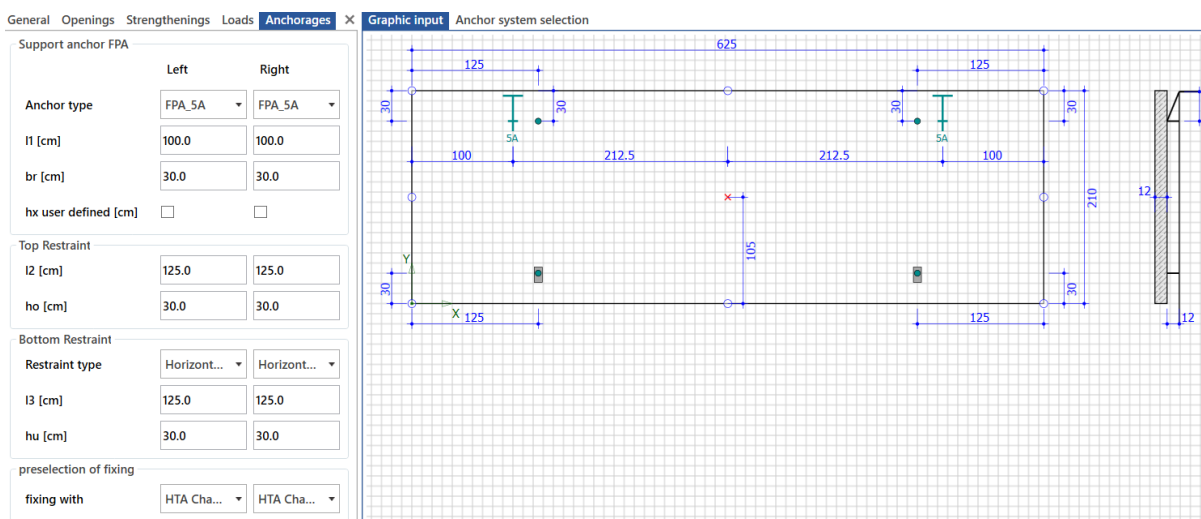 General Openings Strengthenings Loads Anchorages × Graphic input Anchor system selection
Support anchor FPA
Left Right
Anchor type FPA_5A FPA_5A
l1 [cm] 100.0 100.0
br [cm] 30.0 30.0
hx user defined [cm]
Top Restraint
l2 [cm] 125.0 125.0
ho [cm] 30.0 30.0
Bottom Restraint
Restraint type Horizont... Horizont...
l3 [cm] 125.0 125.0
hu [cm] 30.0 30.0
preselection of fixing
fixing with HTA Cha... HTA Cha...
625
125 125
30 30 30 30
5A 5A
100 212.5 212.5 100
12 210
105
Y
30 30
X 125 125 12